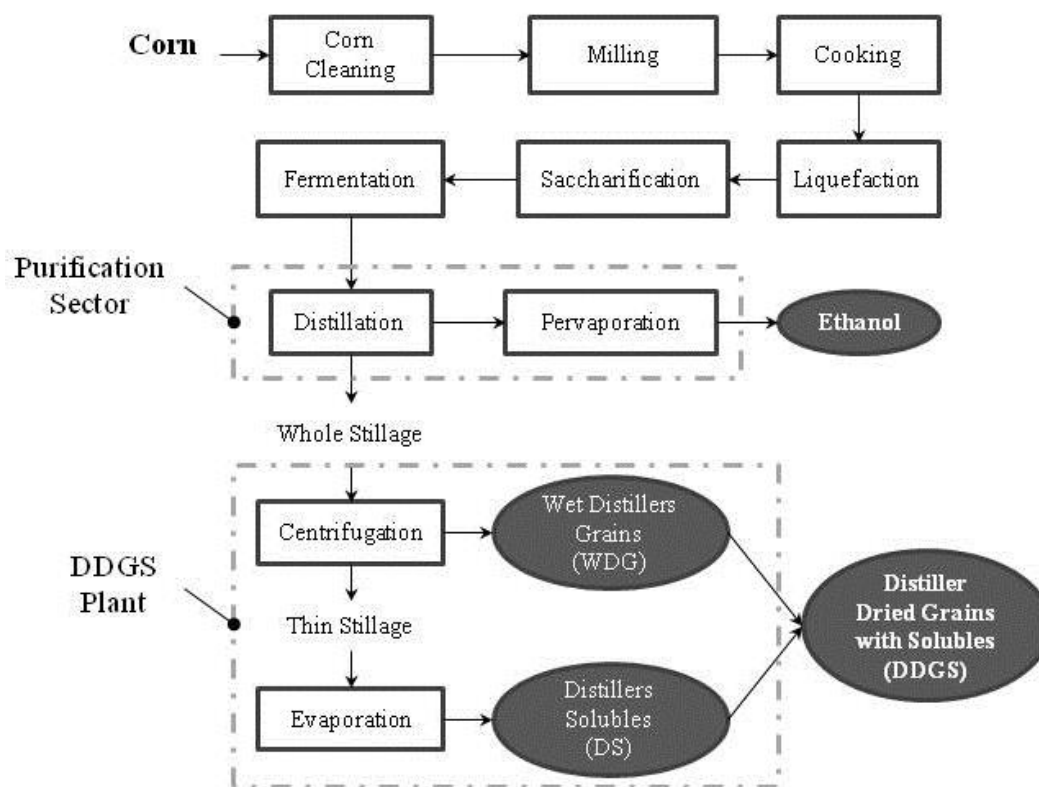 Corn
Corn
Cleaning
Milling
Cooking
Fermentation
Saccharification
Liquefaction
Purification
Sector
Distillation
Pervaporation
Ethanol
Whole Stillage
Centrifugation
Wet Distillers
Grains
(WDG)
DDGS
Plant
Thin Stillage
Distiller
Dried Grains
with Solubles
(DDGS)
Evaporation
Distillers
Solubles
(DS)